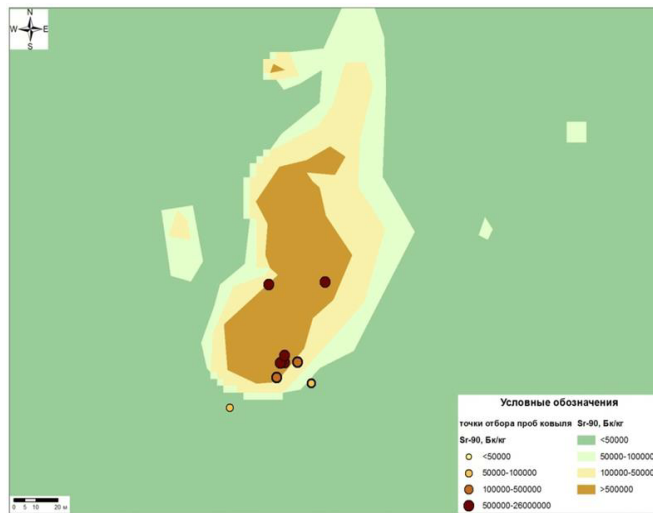 N
W E
S
Условные обозначения
точки отбора проб ковыля Sr-90, Бк/кг
Sr-90, Бк/кг <50000
<50000 50000-100000
50000-100000 100000-50000
100000-500000 >500000
500000-26000000
0 5 10 20 м